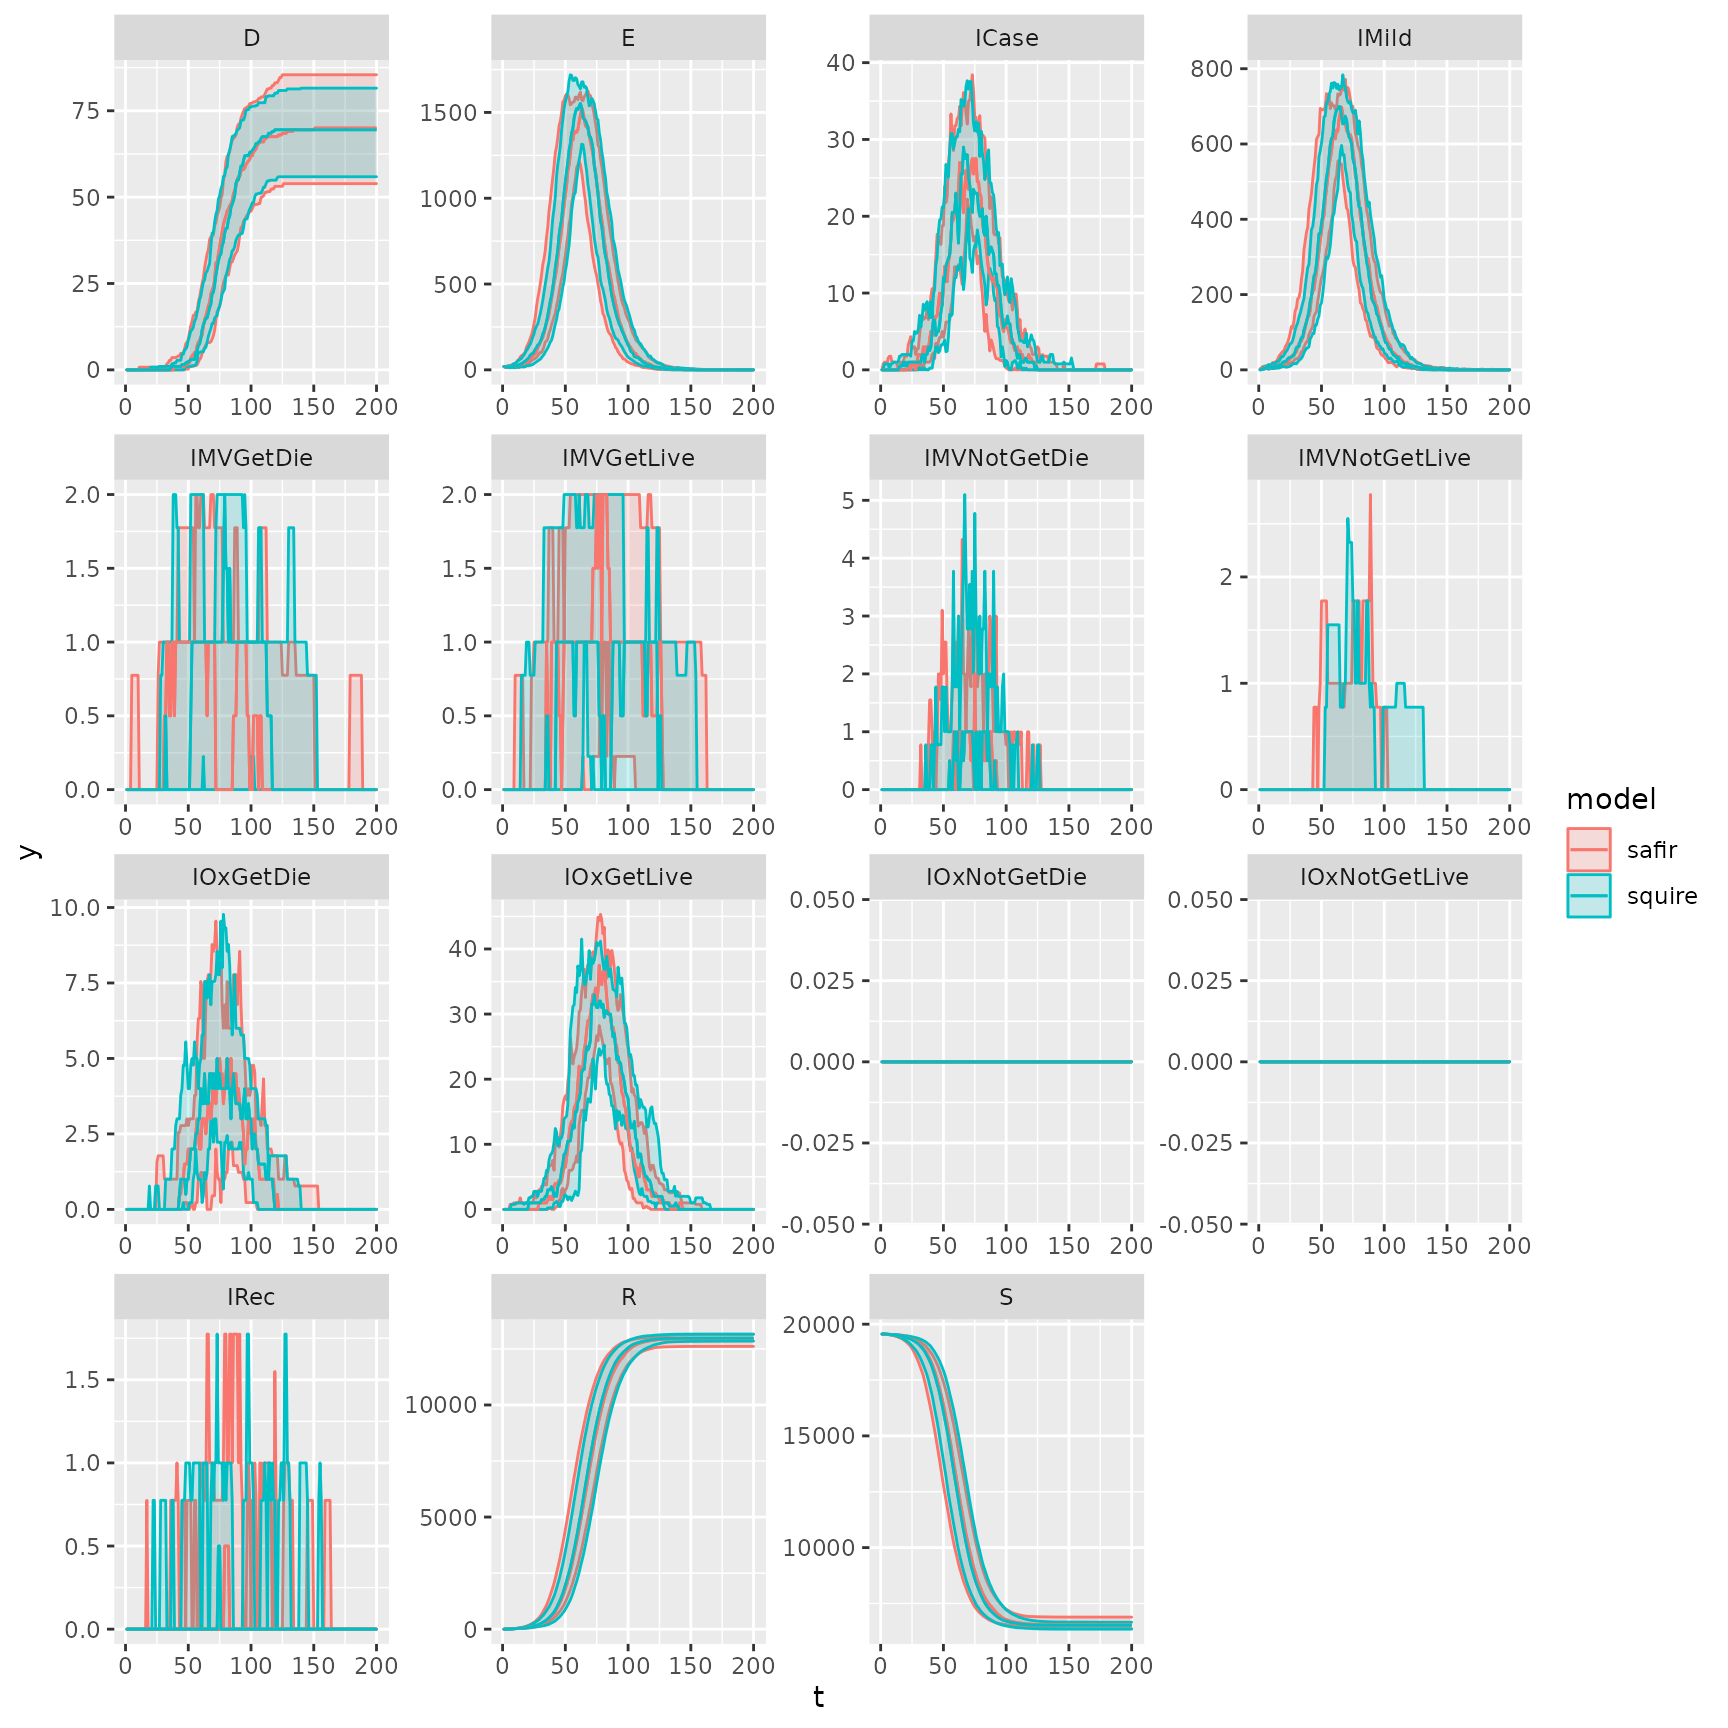 D E ICase IMild
75 50 25 0
1500 1000 500 0
40 30 20 10 0
800 600 400 200 0
0 50 100 150 200 0 50 100 150 200 0 50 100 150 200 0 50 100 150 200
IMVGetDie IMVGetLive IMVNotGetDie IMVNotGetLive
2.0 1.5 1.0 0.5 0.0
2.0 1.5 1.0 0.5 0.0
5 4 3 2 1 0
2 1 0
0 50 100 150 200 0 50 100 150 200 0 50 100 150 200 0 50 100 150 200
IOxGetDie IOxGetLive IOxNotGetDie IOxNotGetLive
10.0 7.5 5.0 2.5 0.0
40 30 20 10 0
0.050 0.025 0.000 -0.025 -0.050
0.050 0.025 0.000 -0.025 -0.050
0 50 100 150 200 0 50 100 150 200 0 50 100 150 200 0 50 100 150 200
IRec R S
1.5 1.0 0.5 0.0
10000 5000 0
20000 15000 10000
0 50 100 150 200 0 50 100 150 200 0 50 100 150 200
y
t
model
safir
squire